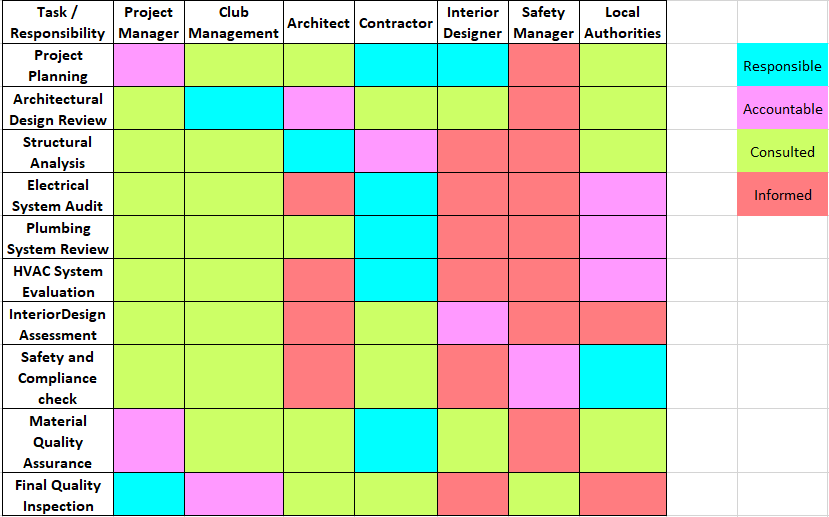 Task / Responsibility
Project Manager
Club Management
Architect
Contractor
Interior Designer
Safety Manager
Local Authorities
Project Planning
Responsible
Architectural Design Review
Accountable
Structural Analysis
Consulted
Electrical System Audit
Informed
Plumbing System Review
HVAC System Evaluation
InteriorDesign Assessment
Safety and Compliance check
Material Quality Assurance
Final Quality Inspection